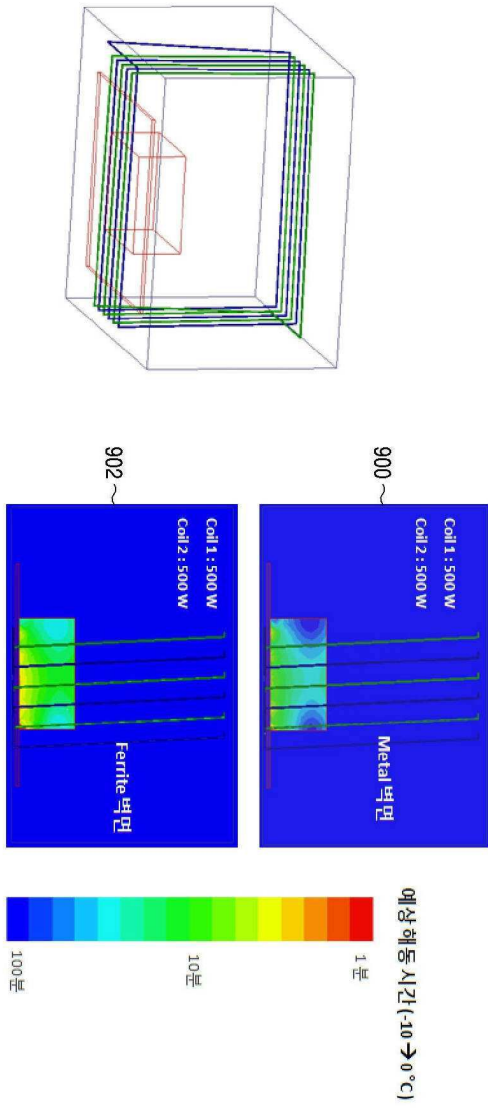 900
Coil 1 : 500 W
Coil 2 : 500 W
Metal 벽면
902
Coil 1 : 500 W
Coil 2 : 500 W
Ferrite 벽면
예상 해동 시간 (-10 → 0°C)
1분
10분
100분